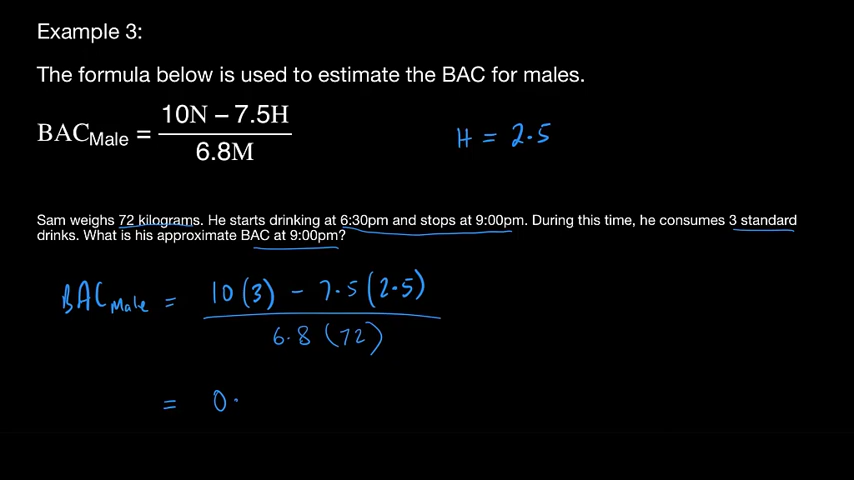 Example 3:
The formula below is used to estimate the BAC for males.
BAC_Male = (10N – 7.5H) / 6.8M
H = 2.5
Sam weighs 72 kilograms. He starts drinking at 6:30pm and stops at 9:00pm. During this time, he consumes 3 standard
drinks. What is his approximate BAC at 9:00pm?
BAC_Male = (10(3) - 7.5(2.5)) / 6.8(72)
= 0.